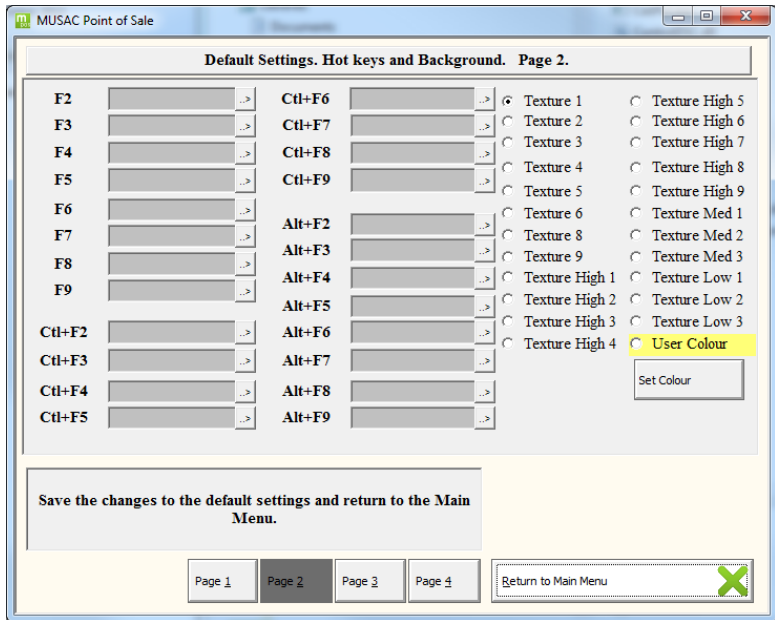 MUSAC Point of Sale
Documents
Default Settings. Hot keys and Background.   Page 2.
F2 ..> Ctl+F6 ..> Texture 1 Texture High 5
F3 ..> Ctl+F7 ..> Texture 2 Texture High 6
F4 ..> Ctl+F8 ..> Texture 3 Texture High 7
F5 ..> Ctl+F9 ..> Texture 4 Texture High 8
Texture 5 Texture High 9
F6 ..> Alt+F2 ..> Texture 6 Texture Med 1
F7 ..> Alt+F3 ..> Texture 8 Texture Med 2
F8 ..> Alt+F4 ..> Texture 9 Texture Med 3
F9 ..> Alt+F5 ..> Texture High 1 Texture Low 1
Texture High 2 Texture Low 2
Ctl+F2 ..> Alt+F6 ..> Texture High 3 Texture Low 3
Ctl+F3 ..> Alt+F7 ..> Texture High 4 User Colour
Ctl+F4 ..> Alt+F8 ..> Set Colour
Ctl+F5 ..> Alt+F9 ..>
Save the changes to the default settings and return to the Main
Menu.
Page 1 Page 2 Page 3 Page 4 Return to Main Menu